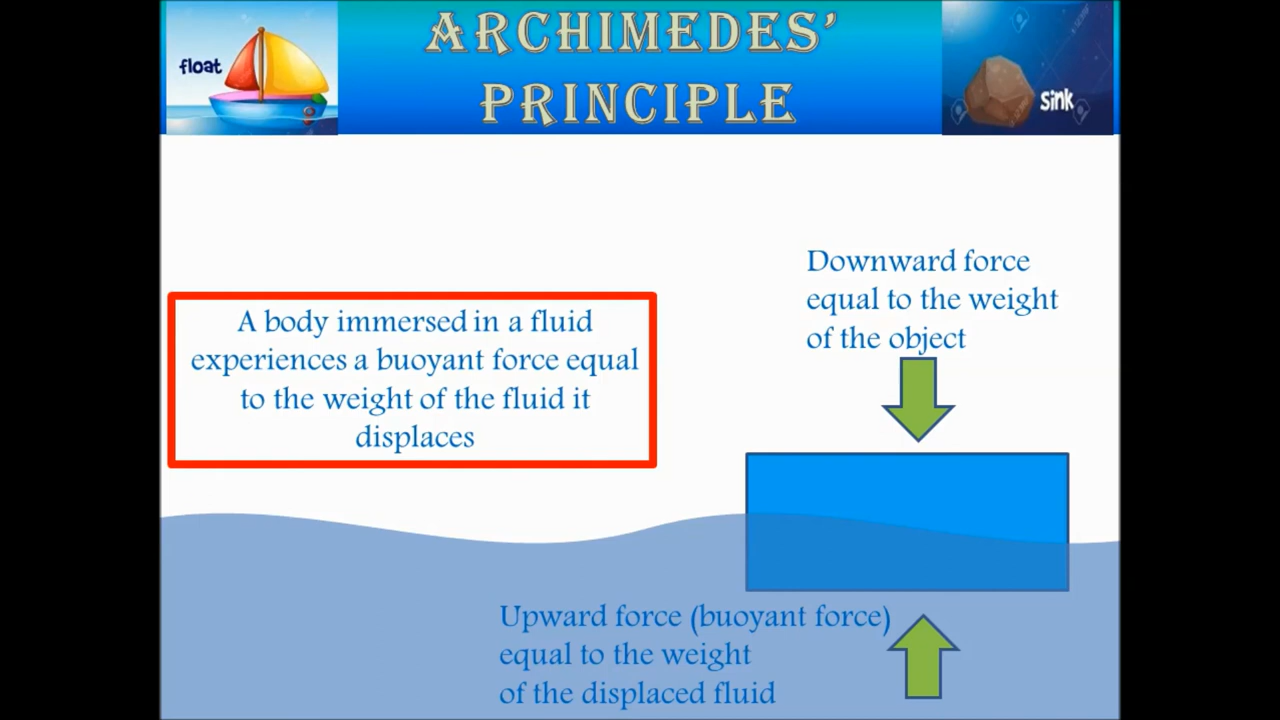 float
ARCHIMEDES'
PRINCIPLE
sink
Downward force
equal to the weight
of the object
A body immersed in a fluid
experiences a buoyant force equal
to the weight of the fluid it
displaces
Upward force (buoyant force)
equal to the weight
of the displaced fluid